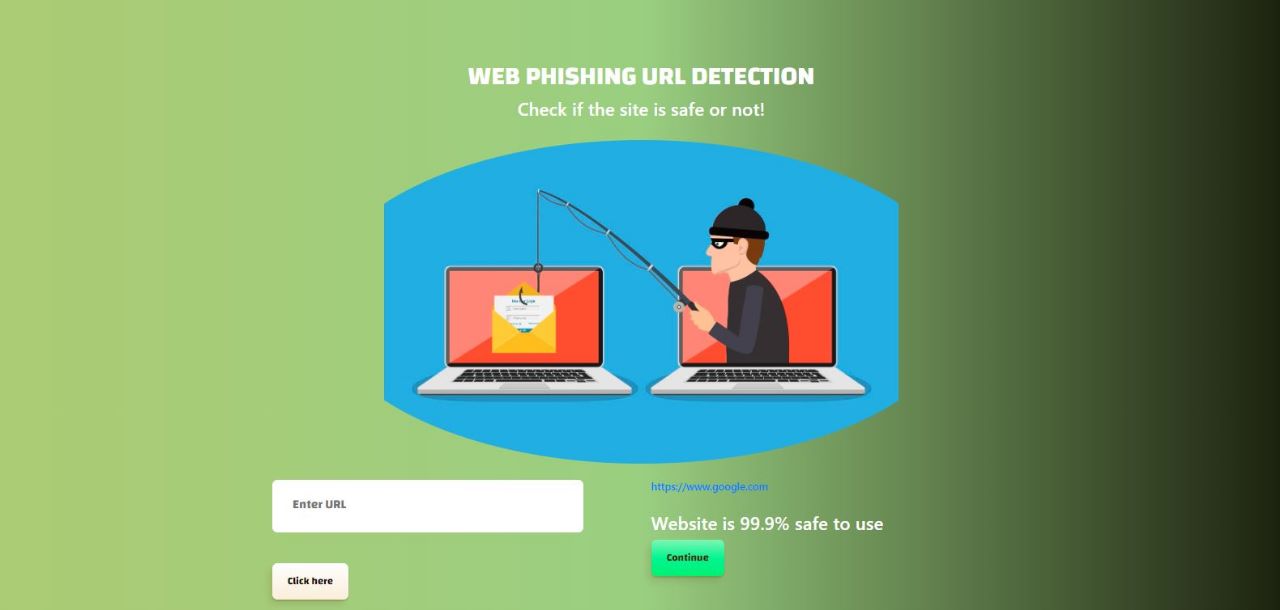 WEB PHISHING URL DETECTION
Check if the site is safe or not!
Enter URL
Click here
https://www.google.com
Website is 99.9% safe to use
Continue